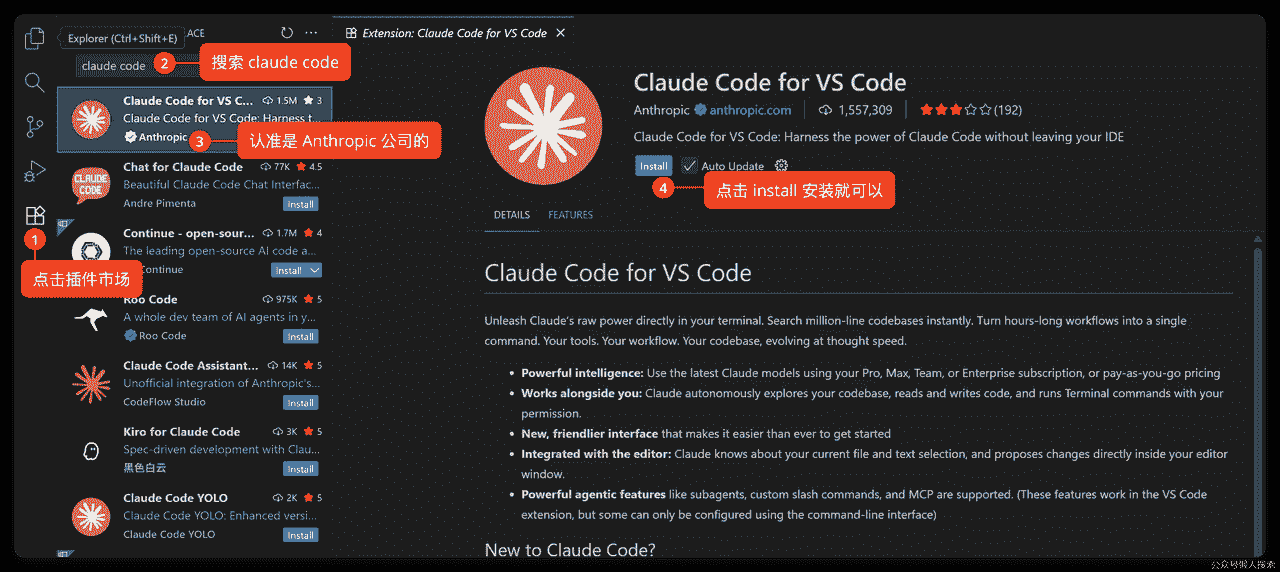 Explorer (Ctrl+Shift+E)
ACE
claude code
2
搜索 claude code
Claude Code for VS C...
1.5M
3
Claude Code for VS Code: Harness t...
Anthropic
3
认准是 Anthropic 公司的
CLAUDE
CODE
Chat for Claude Code
77K
4.5
Beautiful Claude Code Chat Interfac...
Andre Pimenta
Install
Continue - open-sour...
1.7M
4
The leading open-source AI code a...
Continue
Install
1
点击插件市场
Roo Code
975K
5
A whole dev team of AI agents in y...
Roo Code
Install
Claude Code Assistant...
14K
5
Unofficial integration of Anthropic's...
CodeFlow Studio
Install
Kiro for Claude Code
3K
5
Spec-driven development with Clau...
黑色白云
Install
Claude Code YOLO
2K
5
Claude Code YOLO: Enhanced versi...
Claude Code YOLO
Install
Extension: Claude Code for VS Code
Claude Code for VS Code
Anthropic
anthropic.com
1,557,309
(192)
Claude Code for VS Code: Harness the power of Claude Code without leaving your IDE
Install
Auto Update
4
点击 install 安装就可以
DETAILS
FEATURES
Claude Code for VS Code
Unleash Claude's raw power directly in your terminal. Search million-line codebases instantly. Turn hours-long workflows into a single
command. Your tools. Your workflow. Your codebase, evolving at thought speed.
• Powerful intelligence: Use the latest Claude models using your Pro, Max, Team, or Enterprise subscription, or pay-as-you-go pricing
• Works alongside you: Claude autonomously explores your codebase, reads and writes code, and runs Terminal commands with your
permission.
• New, friendlier interface that makes it easier than ever to get started
• Integrated with the editor: Claude knows about your current file and text selection, and proposes changes directly inside your editor
window.
• Powerful agentic features like subagents, custom slash commands, and MCP are supported. (These features work in the VS Code
extension, but some can only be configured using the command-line interface)
New to Claude Code?
公众号懒人搜索